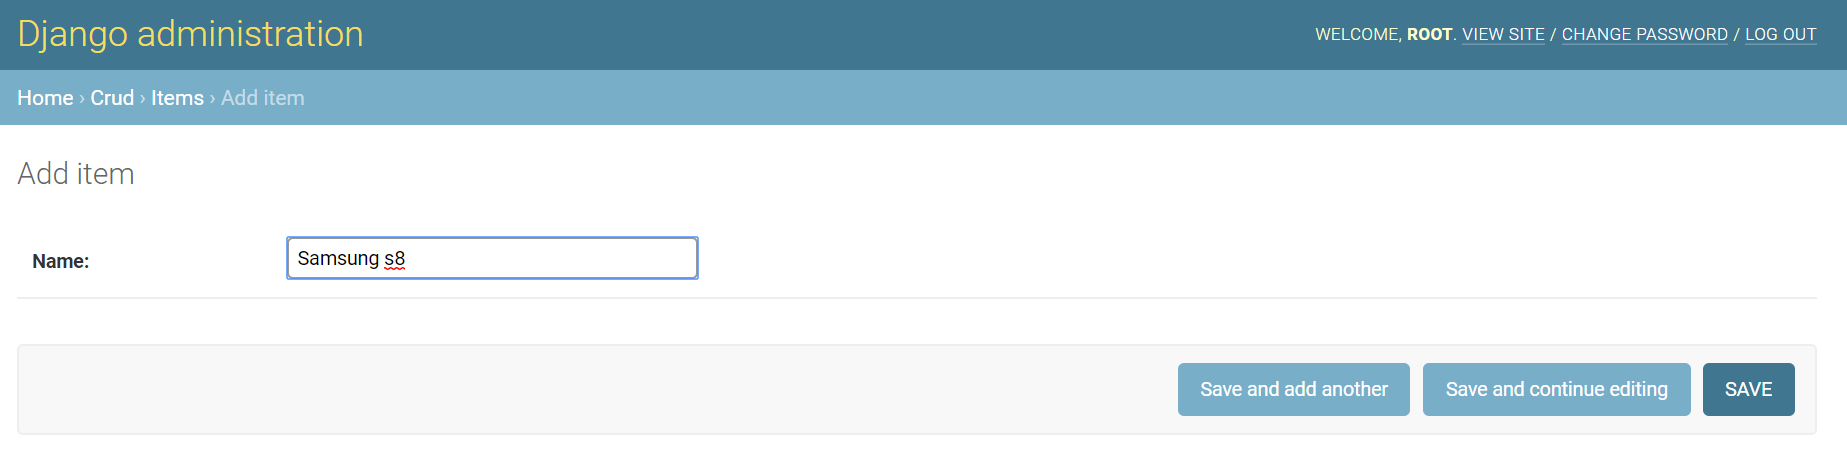 Django administration
WELCOME, ROOT. VIEW SITE / CHANGE PASSWORD / LOG OUT
Home › Crud › Items › Add item
Add item
Name: Samsung s8
Save and add another Save and continue editing SAVE